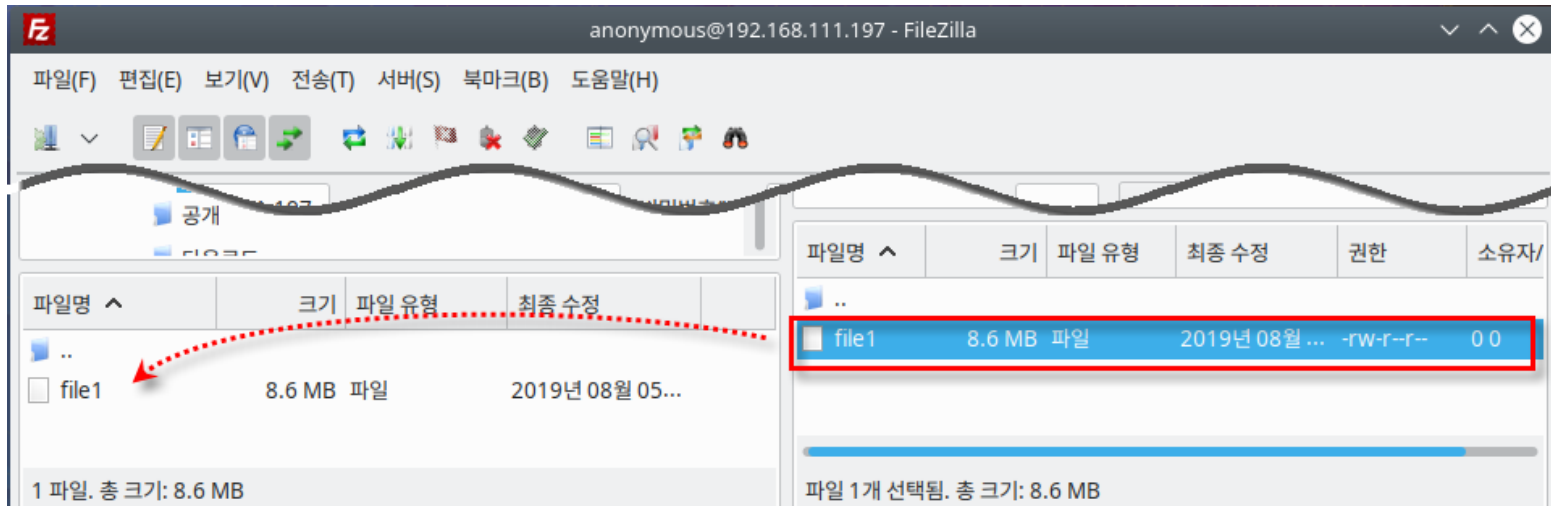 Fz
anonymous@192.168.111.197 - FileZilla
파일(F) 편집(E) 보기(V) 전송(T) 서버(S) 북마크(B) 도움말(H)
공개
파일명 크기 파일 유형 최종 수정
..
file1 8.6 MB 파일 2019년 08월 05...
1 파일. 총 크기: 8.6 MB
파일명 크기 파일 유형 최종 수정 권한 소유자/
..
file1 8.6 MB 파일 2019년 08월 ... -rw-r--r-- 0 0
파일 1개 선택됨. 총 크기: 8.6 MB